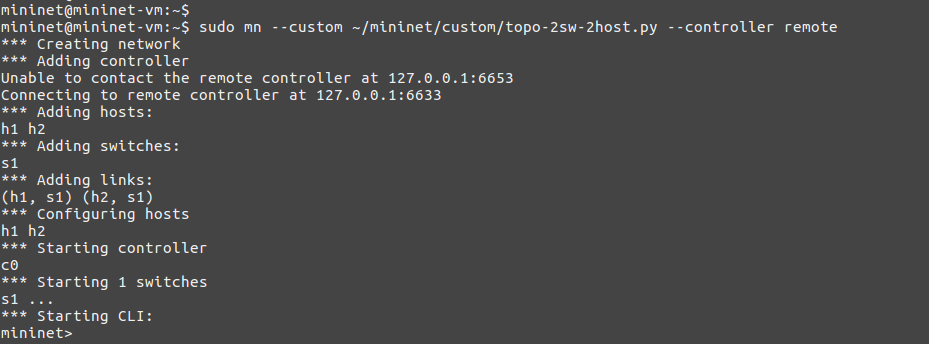 mininet@mininet-vm:~$
mininet@mininet-vm:~$ sudo mn --custom ~/mininet/custom/topo-2sw-2host.py --controller remote
*** Creating network
*** Adding controller
Unable to contact the remote controller at 127.0.0.1:6653
Connecting to remote controller at 127.0.0.1:6633
*** Adding hosts:
h1 h2
*** Adding switches:
s1
*** Adding links:
(h1, s1) (h2, s1)
*** Configuring hosts
h1 h2
*** Starting controller
c0
*** Starting 1 switches
s1 ...
*** Starting CLI:
mininet>